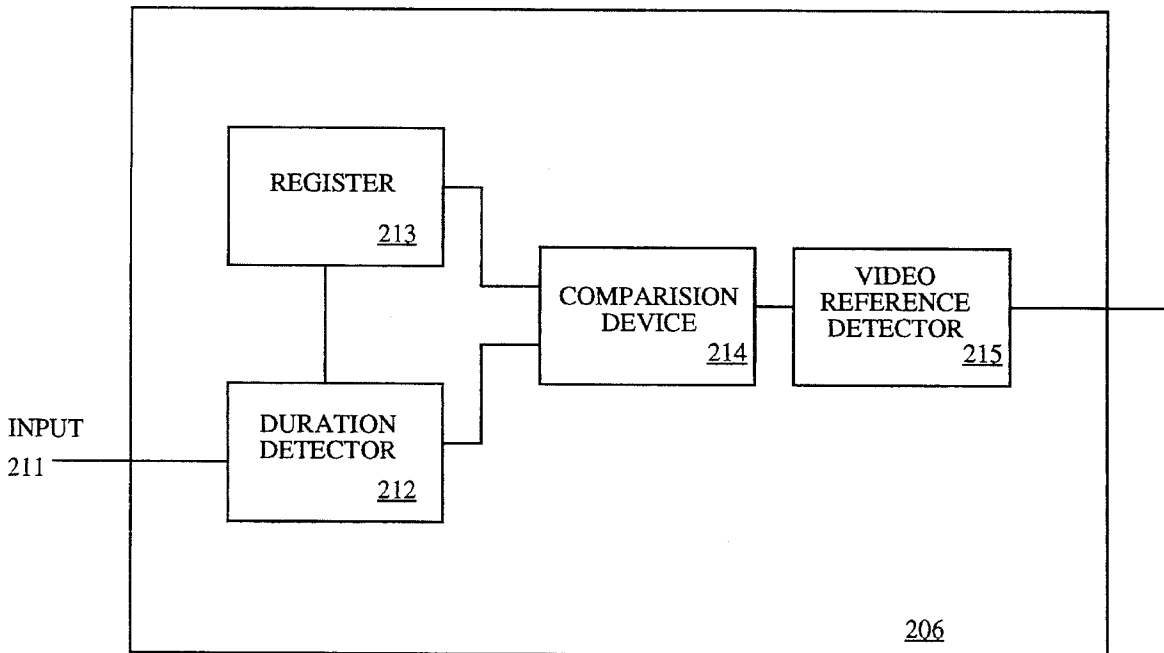 REGISTER
213
COMPARISION
DEVICE
214
VIDEO
REFERENCE
DETECTOR
215
INPUT
211
DURATION
DETECTOR
212
206